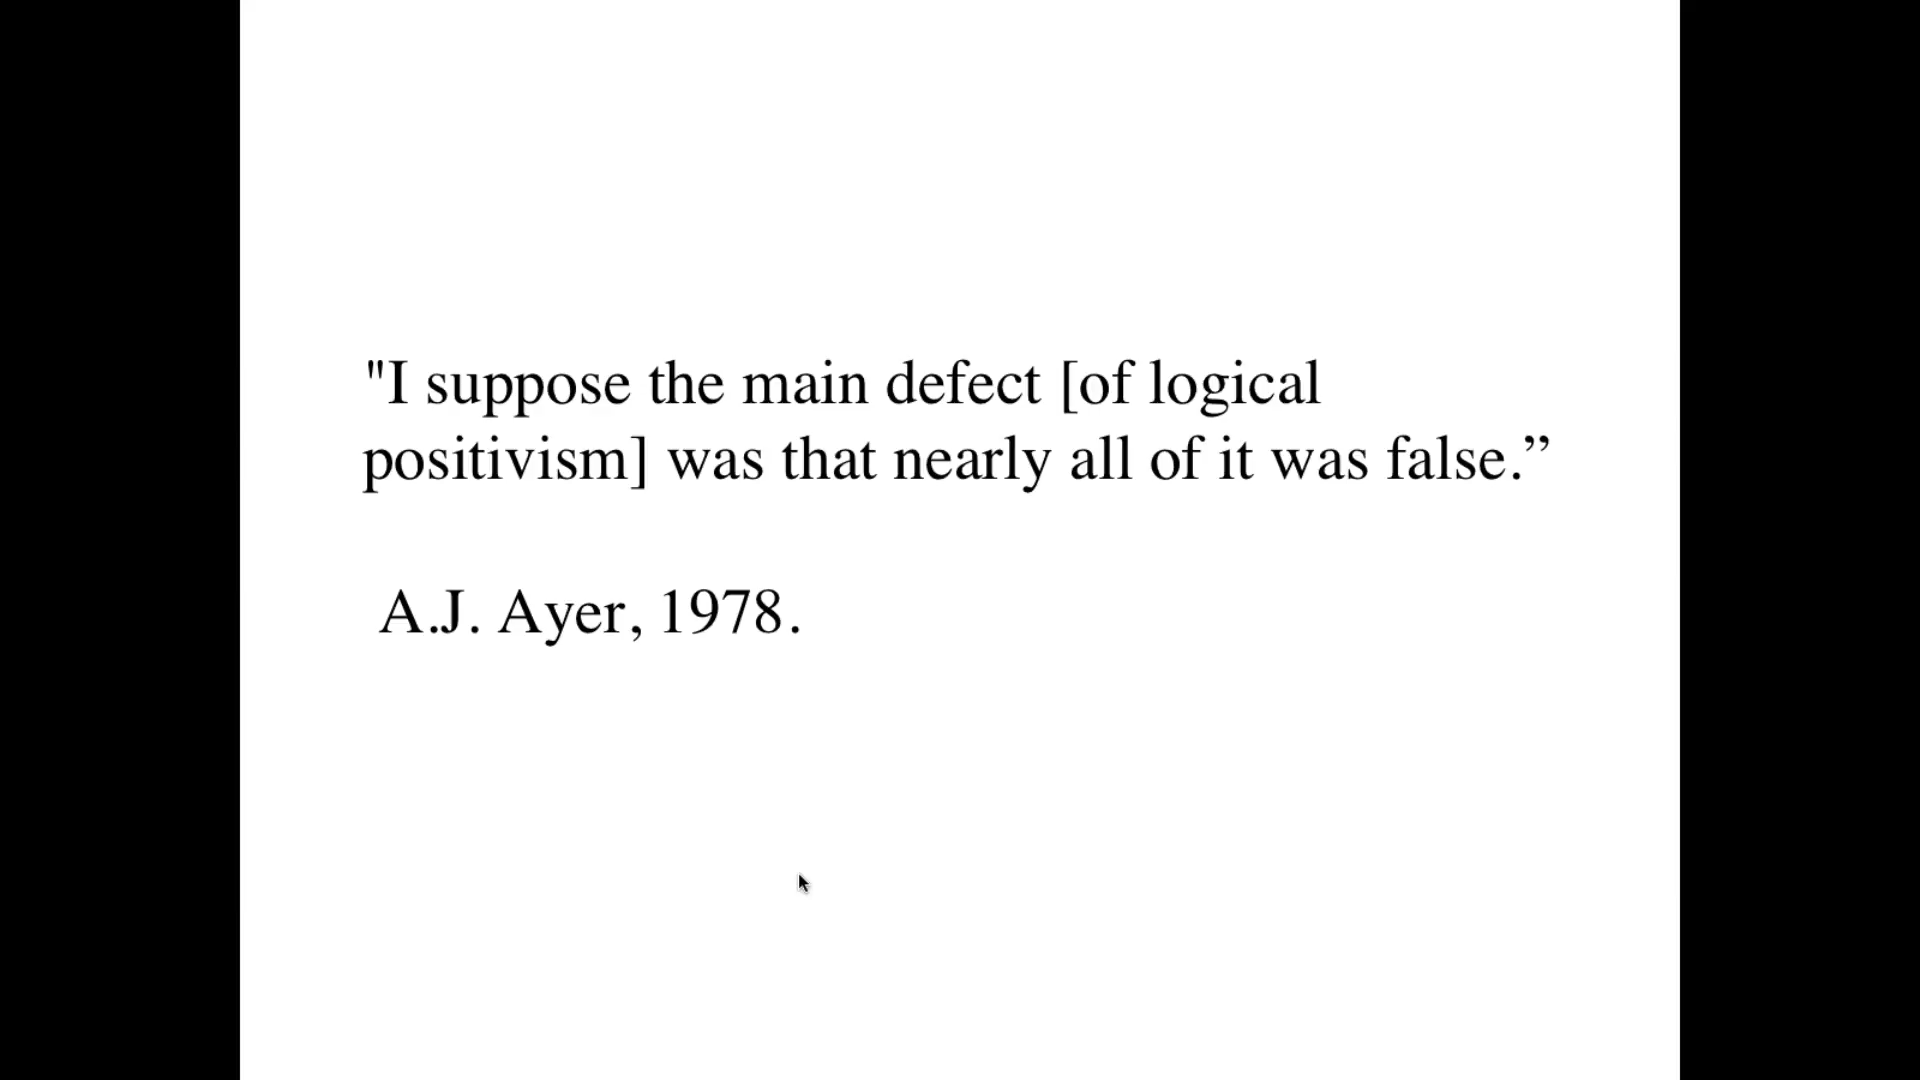 "I suppose the main defect [of logical
positivism] was that nearly all of it was false.”
A.J. Ayer, 1978.